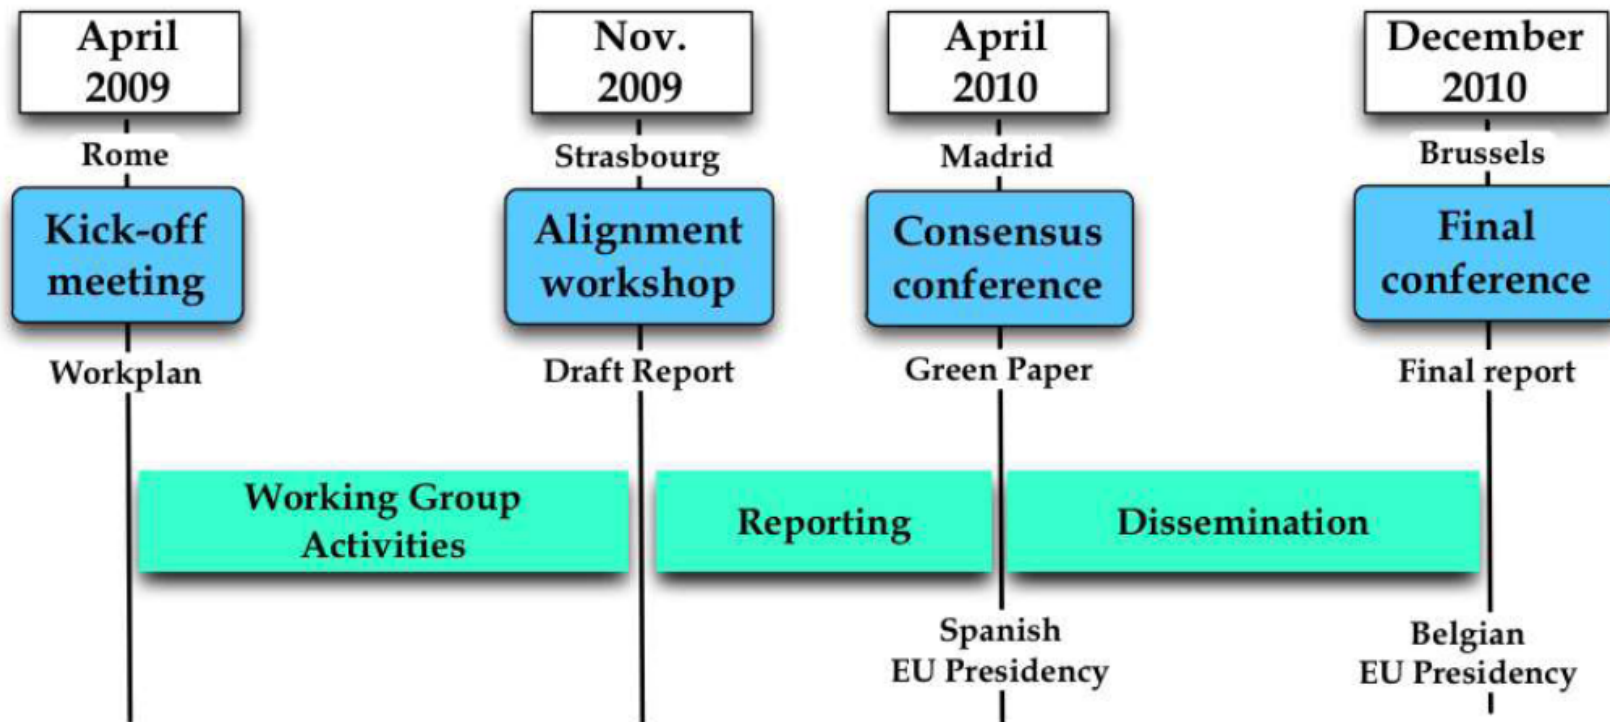 April
2009
Nov.
2009
April
2010
December
2010
Rome
Strasbourg
Madrid
Brussels
Kick-off
meeting
Alignment
workshop
Consensus
conference
Final
conference
Workplan
Draft Report
Green Paper
Final report
Working Group
Activities
Reporting
Dissemination
Spanish
EU Presidency
Belgian
EU Presidency